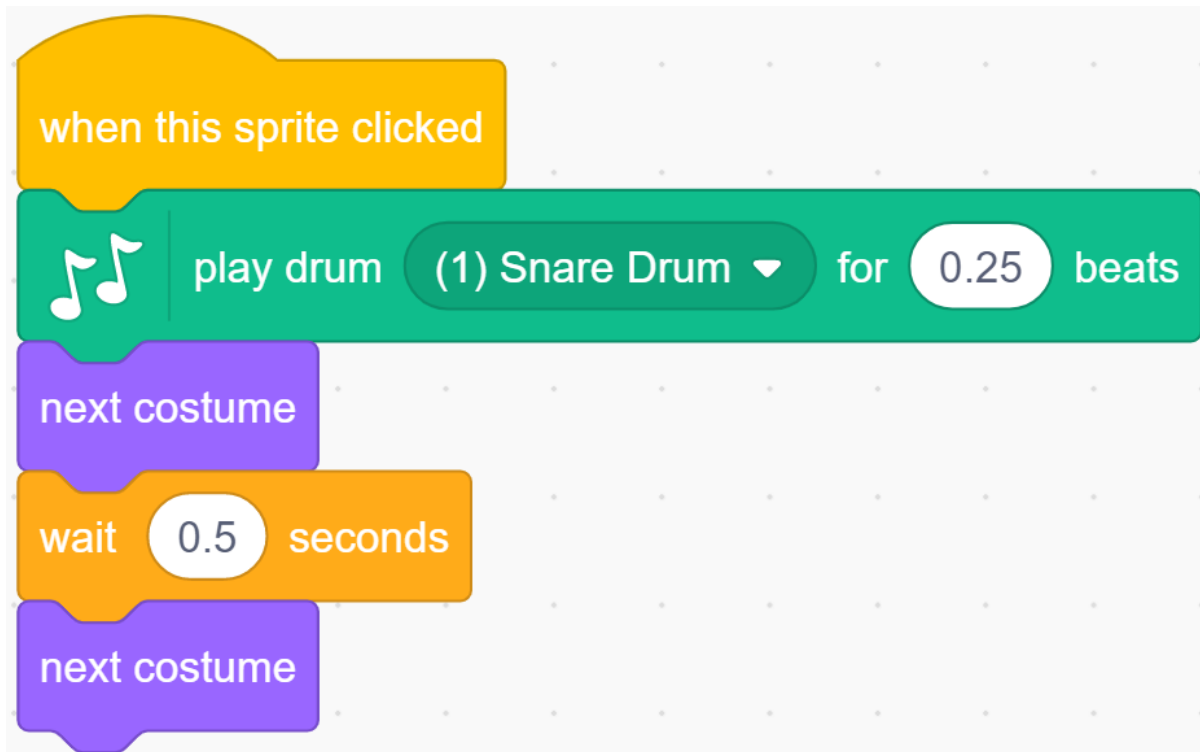 when this sprite clicked
play drum (1) Snare Drum for 0.25 beats
next costume
wait 0.5 seconds
next costume